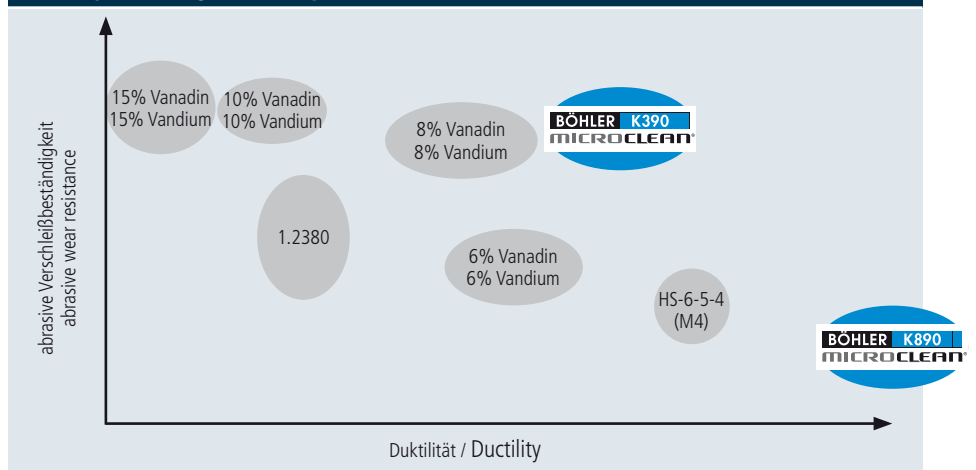 15% Vanadin
15% Vandium
10% Vanadin
10% Vandium
8% Vanadin
8% Vandium
BÖHLER K390
MICROCLEAN®
1.2380
6% Vanadin
6% Vandium
HS-6-5-4
(M4)
BÖHLER K890
MICROCLEAN®
abrasive Verschleißbeständigkeit
abrasive wear resistance
Duktilität / Ductility